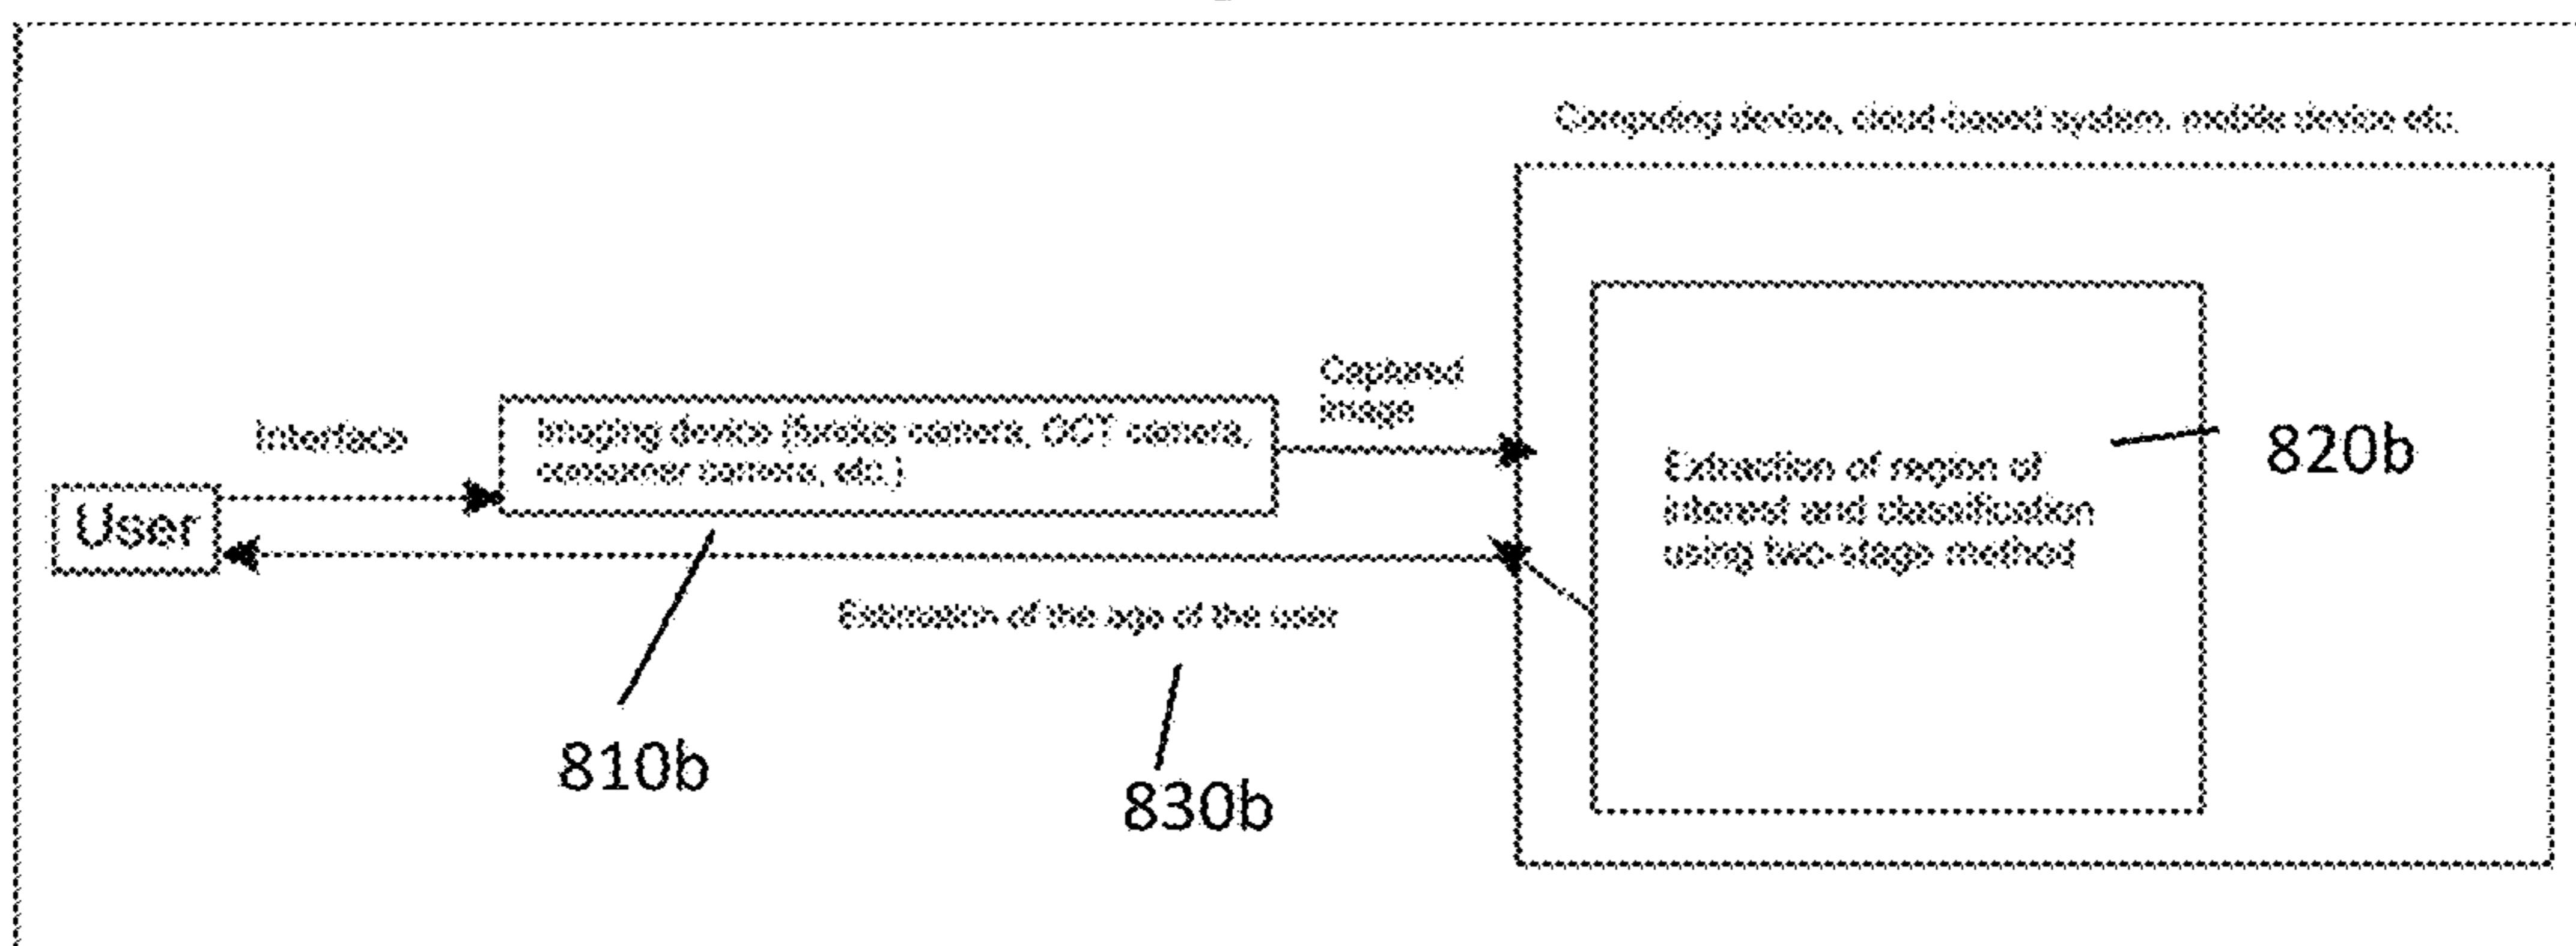 Computing device, cloud-based system, mobile device etc.
Captured
image
Interface
Imaging device (fundus camera, OCT camera,
consumer camera, etc.)
User
Extraction of region of
interest and classification
using two-stage method
820b
Estimation of the age of the user
810b
830b